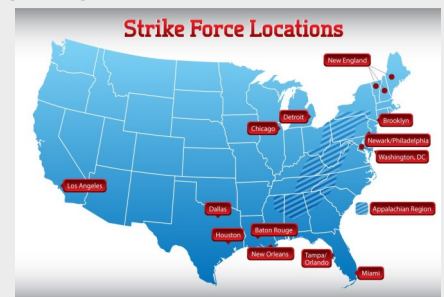 Strike Force Locations
New England
Detroit
Chicago
Brooklyn
Newark/Philadelphia
Washington, DC
Los Angeles
Appalachian Region
Dallas
Houston
Baton Rouge
New Orleans
Tampa/
Orlando
Miami